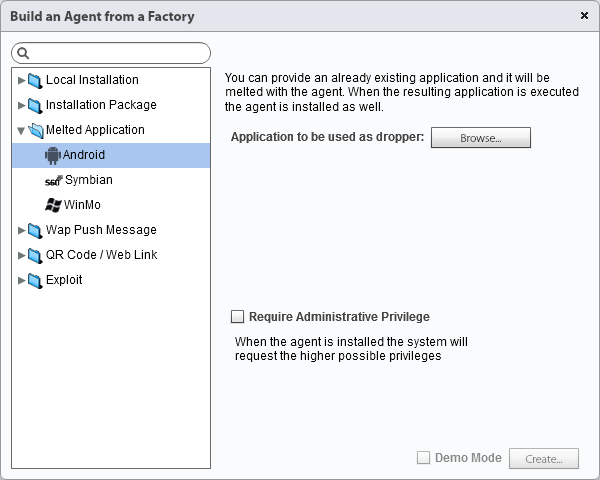 Build an Agent from a Factory
Local Installation
Installation Package
Melted Application
Android
S60 Symbian
WinMo
Wap Push Message
QR Code / Web Link
Exploit
You can provide an already existing application and it will be
melted with the agent. When the resulting application is executed
the agent is installed as well.
Application to be used as dropper: Browse...
Require Administrative Privilege
When the agent is installed the system will
request the higher possible privileges
Demo Mode Create...